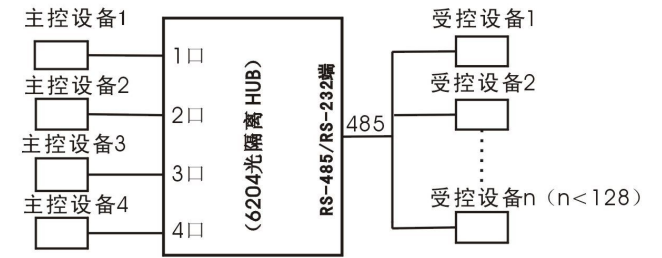 主控设备1
主控设备2
主控设备3
主控设备4
1口
2口
3口
4口
(6204光隔离 HUB)
RS-485/RS-232端
485
受控设备1
受控设备2
受控设备n（n<128）